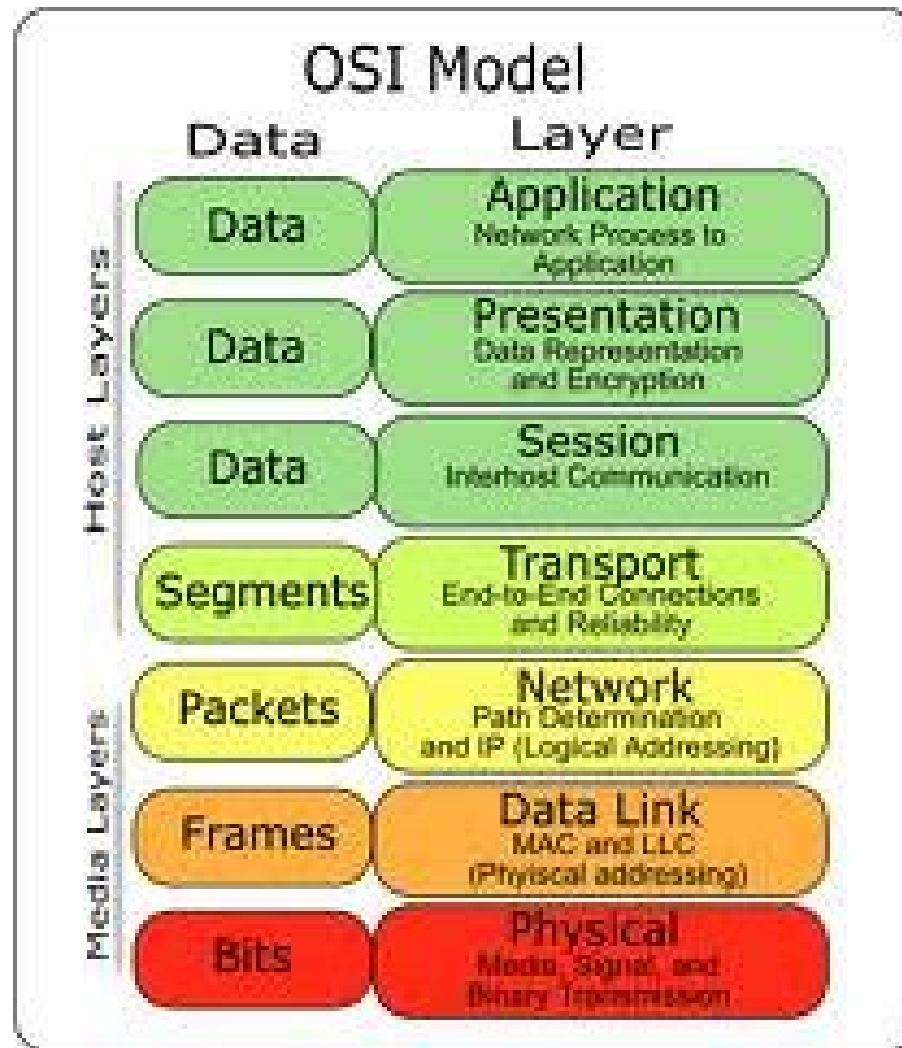 OSI Model
Data Layer
Host Layers
Data
Application
Network Process to
Application
Data
Presentation
Data Representation
and Encryption
Data
Session
Interhost Communication
Segments
Transport
End-to-End Connections
and Reliability
Media Layers
Packets
Network
Path Determination
and IP (Logical Addressing)
Frames
Data Link
MAC and LLC
(Phyiscal addressing)
Bits
Physical
Media, Signal, and
Binary Transmission